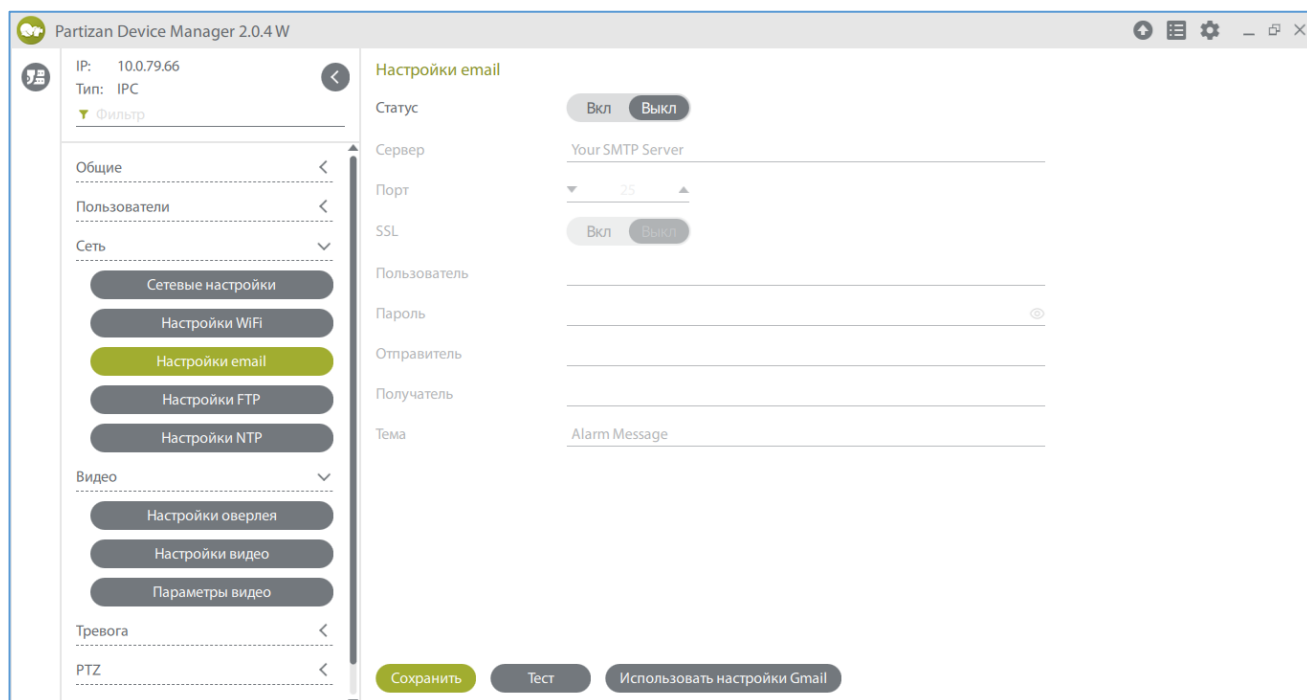 Partizan Device Manager 2.0.4 W
IP: 10.0.79.66
Тип: IPC
Фильтр
Общие
Пользователи
Сеть
Сетевые настройки
Настройки WiFi
Настройки email
Настройки FTP
Настройки NTP
Видео
Настройки оверлея
Настройки видео
Параметры видео
Тревога
PTZ
Настройки email
Статус Вкл Выкл
Сервер Your SMTP Server
Порт 25
SSL Вкл Выкл
Пользователь
Пароль
Отправитель
Получатель
Тема Alarm Message
Сохранить Тест Использовать настройки Gmail